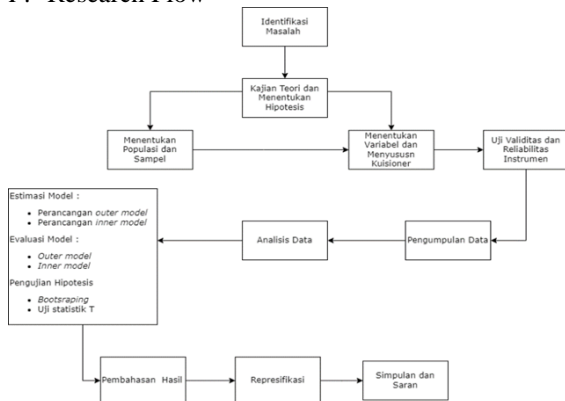 Identifikasi
Masalah
Kajian Teori dan
Menentukan
Hipotesis
Menentukan
Populasi dan
Sampel
Menentukan
Variabel dan
Menyususn
Kuisioner
Uji Validitas dan
Reliabilitas
Instrumen
Pengumpulan Data
Analisis Data
Estimasi Model :
• Perancangan outer model
• Perancangan inner model
Evaluasi Model :
• Outer model
• Inner model
Pengujian Hipotesis
• Bootsraping
• Uji statistik T
Pembahasan Hasil
Represifikasi
Simpulan dan
Saran